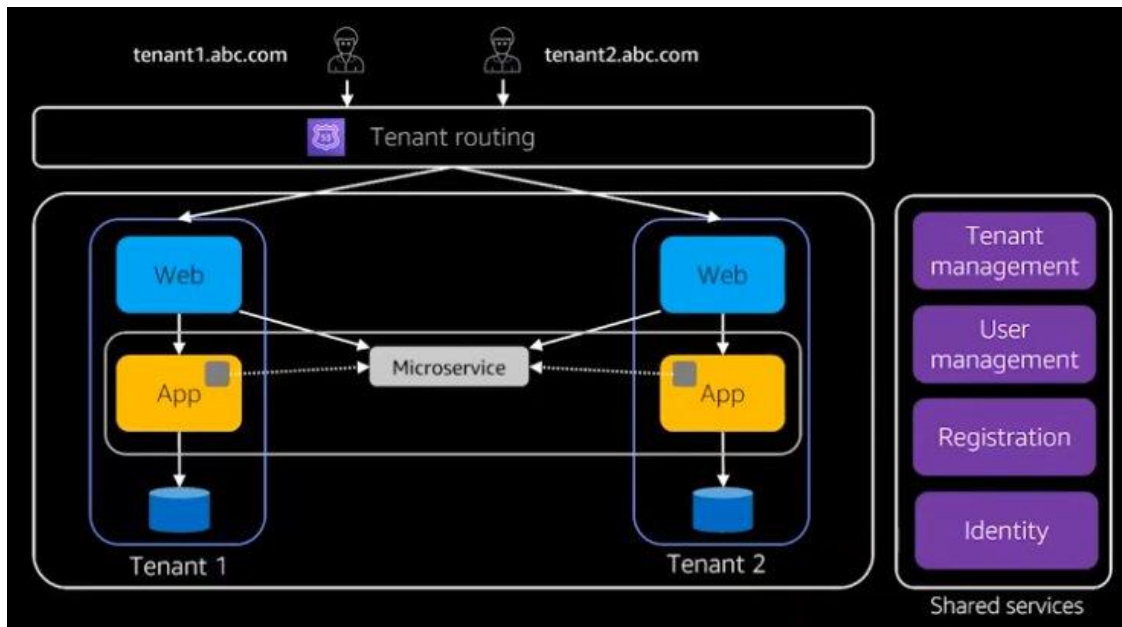 tenant1.abc.com
tenant2.abc.com
53
Tenant routing
Web
Web
Microservice
App
App
Tenant 1
Tenant 2
Tenant
management
User
management
Registration
Identity
Shared services